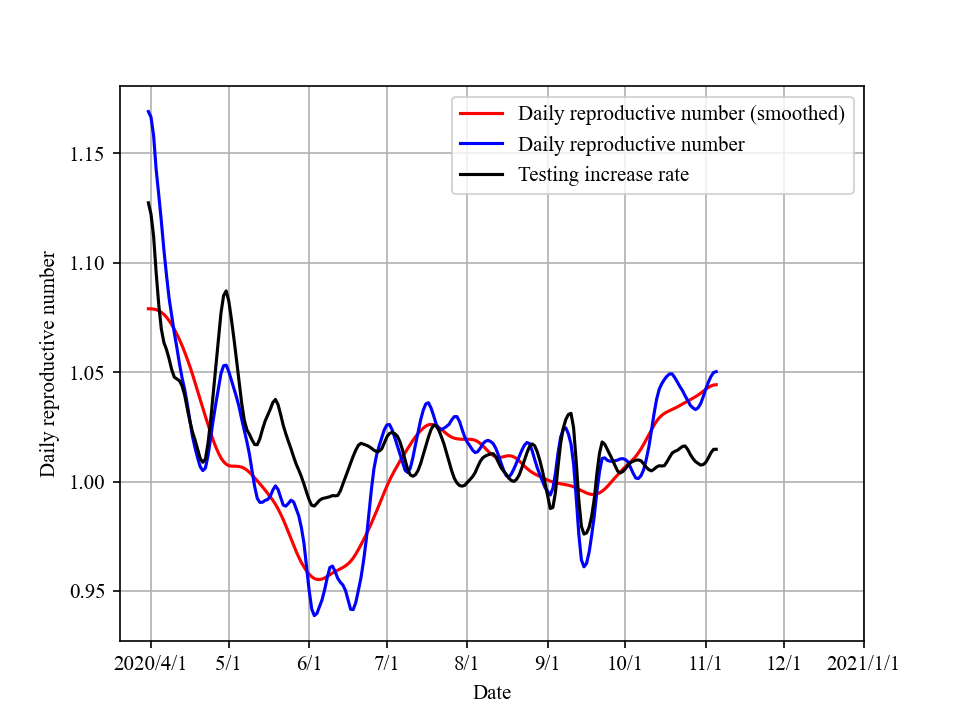 Daily reproductive number (smoothed)
Daily reproductive number
Testing increase rate
1.15
1.10
1.05
1.00
0.95
Daily reproductive number
2020/4/1 5/1 6/1 7/1 8/1 9/1 10/1 11/1 12/1 2021/1/1
Date